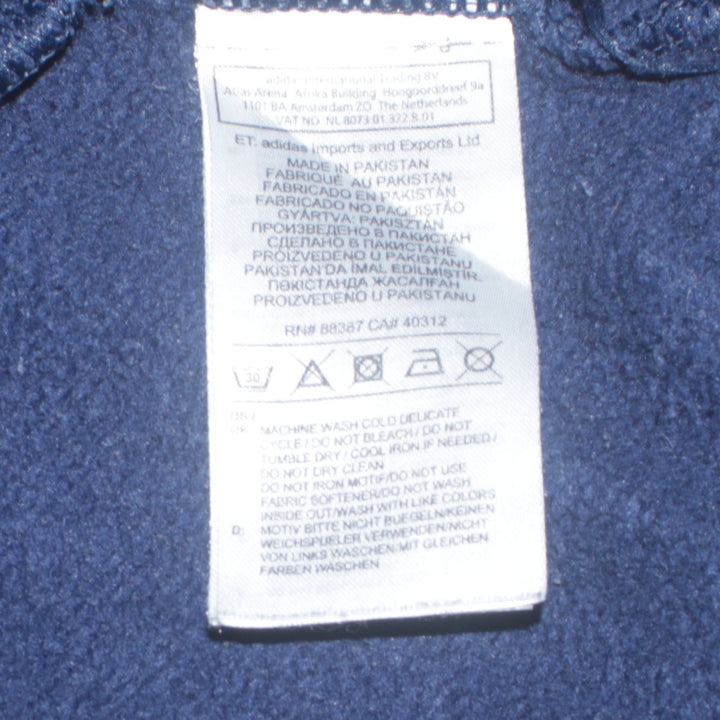 adidas International Trading BV
Atlas Arena Afrika Building Hoogoorddreef 9a
1101 BA Amsterdam ZO The Netherlands
VAT NO. NL 8073.01.322.B.01
ET: adidas Imports and Exports Ltd
MADE IN PAKISTAN
FABRIQUÉ AU PAKISTAN
FABRICADO EN PAKISTÁN
FABRICADO NO PAQUISTÃO
GYÁRTVA: PAKISZTÁN
ПРОИЗВЕДЕНО В ПАКИСТАН
СДЕЛАНО В ПАКИСТАНЕ
PROIZVEDENO U PAKISTANU
PAKISTAN'DA IMAL EDILMISTIR.
ПӘКІСТАНДА ЖАСАЛҒАН
PROIZVEDENO U PAKISTANU
RN# 88387 CA# 40312
30
US /
UK MACHINE WASH COLD DELICATE
CYCLE / DO NOT BLEACH / DO NOT
TUMBLE DRY / COOL IRON IF NEEDED /
DO NOT DRY CLEAN
DO NOT IRON MOTIF/DO NOT USE
FABRIC SOFTENER/DO NOT WASH
INSIDE OUT/WASH WITH LIKE COLORS
D: MOTIV BITTE NICHT BUEGELN/KEINEN
WEICHSPUELER VERWENDEN/NICHT
VON LINKS WASCHEN/MIT GLEICHEN
FARBEN WASCHEN